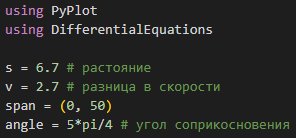 using PyPlot
using DifferentialEquations
s = 6.7 # растояние
v = 2.7 # разница в скорости
span = (0, 50)
angle = 5*pi/4 # угол соприкосновения